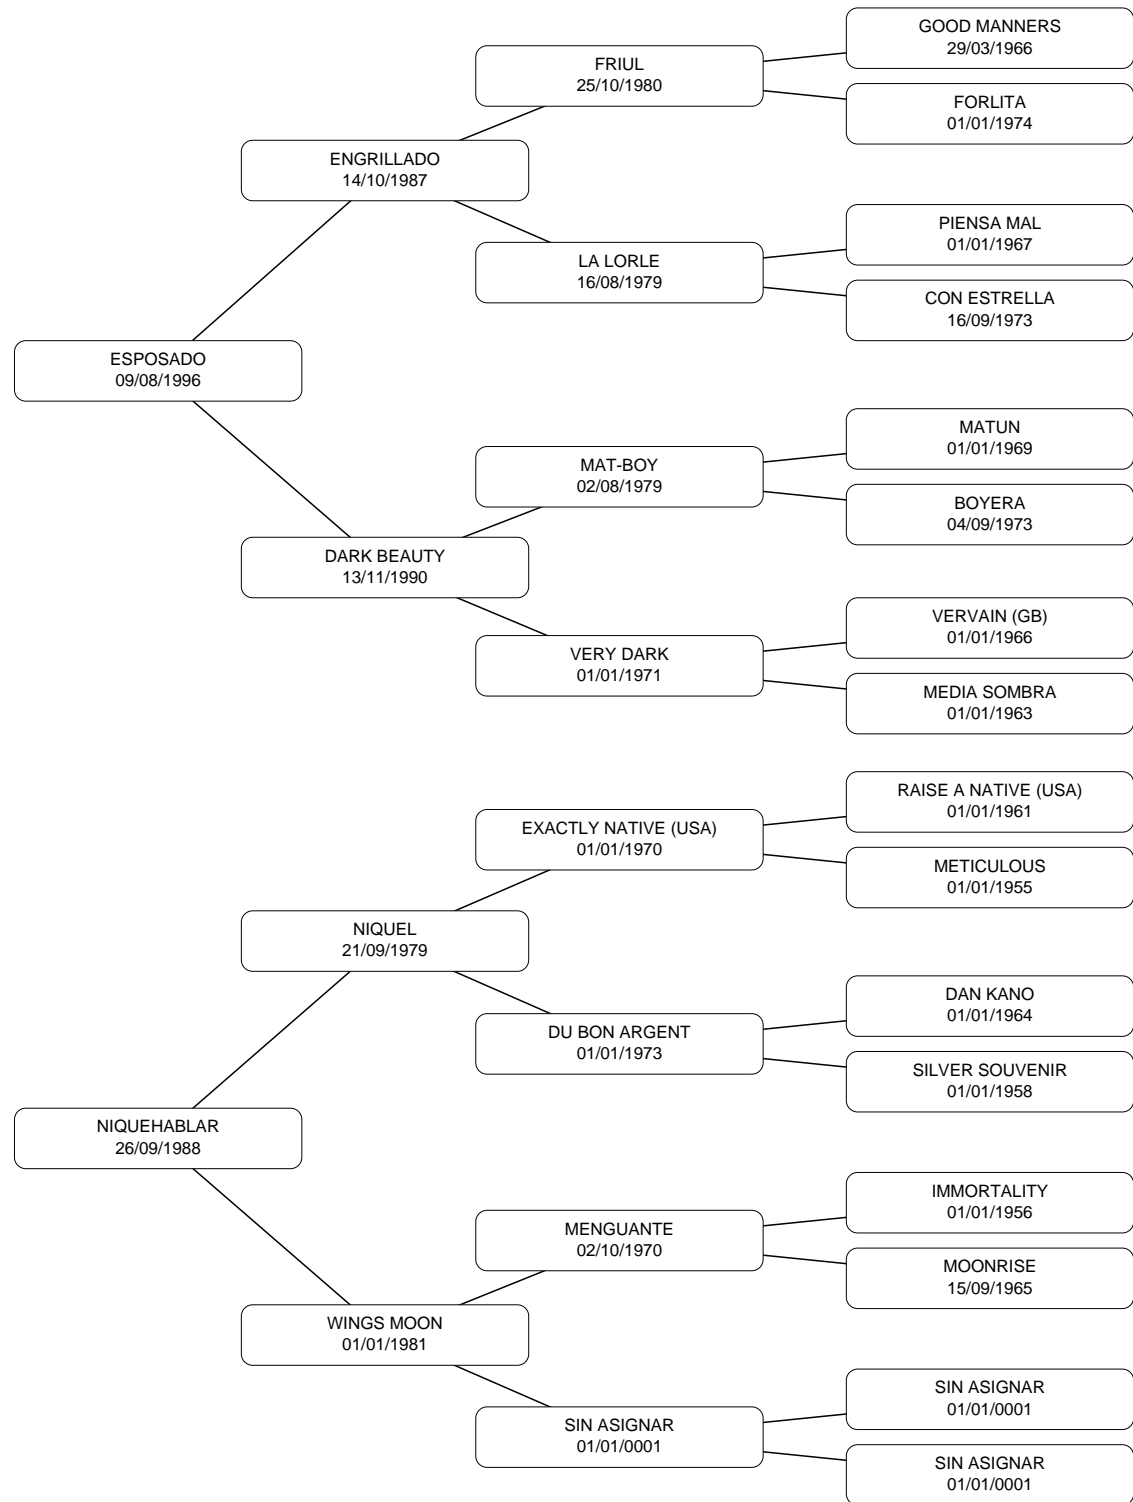 GOOD MANNERS
29/03/1966
FRIUL
25/10/1980
FORLITA
01/01/1974
ENGRILLADO
14/10/1987
PIENSA MAL
01/01/1967
LA LORLE
16/08/1979
CON ESTRELLA
16/09/1973
ESPOSADO
09/08/1996
MATUN
01/01/1969
MAT-BOY
02/08/1979
BOYERA
04/09/1973
DARK BEAUTY
13/11/1990
VERVAIN (GB)
01/01/1966
VERY DARK
01/01/1971
MEDIA SOMBRA
01/01/1963
RAISE A NATIVE (USA)
01/01/1961
EXACTLY NATIVE (USA)
01/01/1970
METICULOUS
01/01/1955
NIQUEL
21/09/1979
DAN KANO
01/01/1964
DU BON ARGENT
01/01/1973
SILVER SOUVENIR
01/01/1958
NIQUEHABLAR
26/09/1988
IMMORTALITY
01/01/1956
MENGUANTE
02/10/1970
MOONRISE
15/09/1965
WINGS MOON
01/01/1981
SIN ASIGNAR
01/01/0001
SIN ASIGNAR
01/01/0001
SIN ASIGNAR
01/01/0001